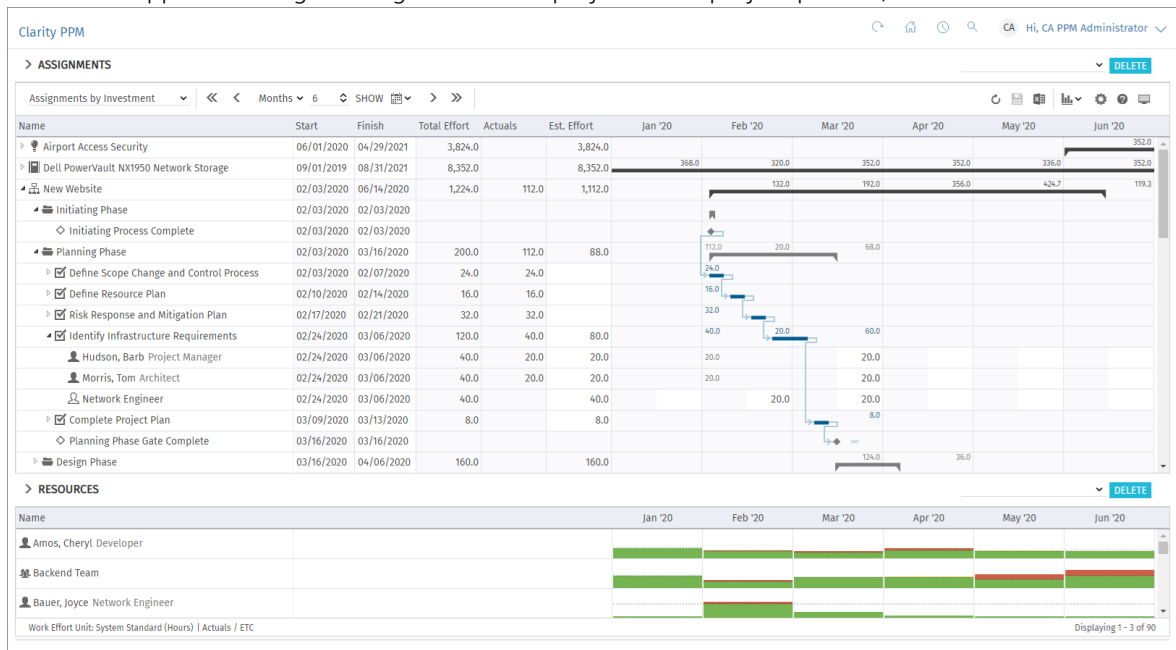 Clarity PPM
CA Hi, CA PPM Administrator
ASSIGNMENTS DELETE
Assignments by Investment Months 6 SHOW
Name Start Finish Total Effort Actuals Est. Effort Jan '20 Feb '20 Mar '20 Apr '20 May '20 Jun '20
Airport Access Security 06/01/2020 04/29/2021 3,824.0 3,824.0 352.0
Dell PowerVault NX1950 Network Storage 09/01/2019 08/31/2021 8,352.0 8,352.0 368.0 320.0 352.0 352.0 336.0 352.0
New Website 02/03/2020 06/14/2020 1,224.0 112.0 1,112.0 132.0 192.0 356.0 424.7 119.3
Initiating Phase 02/03/2020 02/03/2020
Initiating Process Complete 02/03/2020 02/03/2020
Planning Phase 02/03/2020 03/16/2020 200.0 112.0 88.0 112.0 20.0 68.0
Define Scope Change and Control Process 02/03/2020 02/07/2020 24.0 24.0 24.0
Define Resource Plan 02/10/2020 02/14/2020 16.0 16.0 16.0
Risk Response and Mitigation Plan 02/17/2020 02/21/2020 32.0 32.0 32.0
Identify Infrastructure Requirements 02/24/2020 03/06/2020 120.0 40.0 80.0 40.0 20.0 60.0
Hudson, Barb Project Manager 02/24/2020 03/06/2020 40.0 20.0 20.0 20.0 20.0
Morris, Tom Architect 02/24/2020 03/06/2020 40.0 20.0 20.0 20.0 20.0
Network Engineer 02/24/2020 03/06/2020 40.0 40.0 20.0 20.0
Complete Project Plan 03/09/2020 03/13/2020 8.0 8.0 8.0
Planning Phase Gate Complete 03/16/2020 03/16/2020
Design Phase 03/16/2020 04/06/2020 160.0 160.0 124.0 36.0
RESOURCES DELETE
Name Jan '20 Feb '20 Mar '20 Apr '20 May '20 Jun '20
Amos, Cheryl Developer
Backend Team
Bauer, Joyce Network Engineer
Work Effort Unit: System Standard (Hours) | Actuals / ETC Displaying 1 - 3 of 90